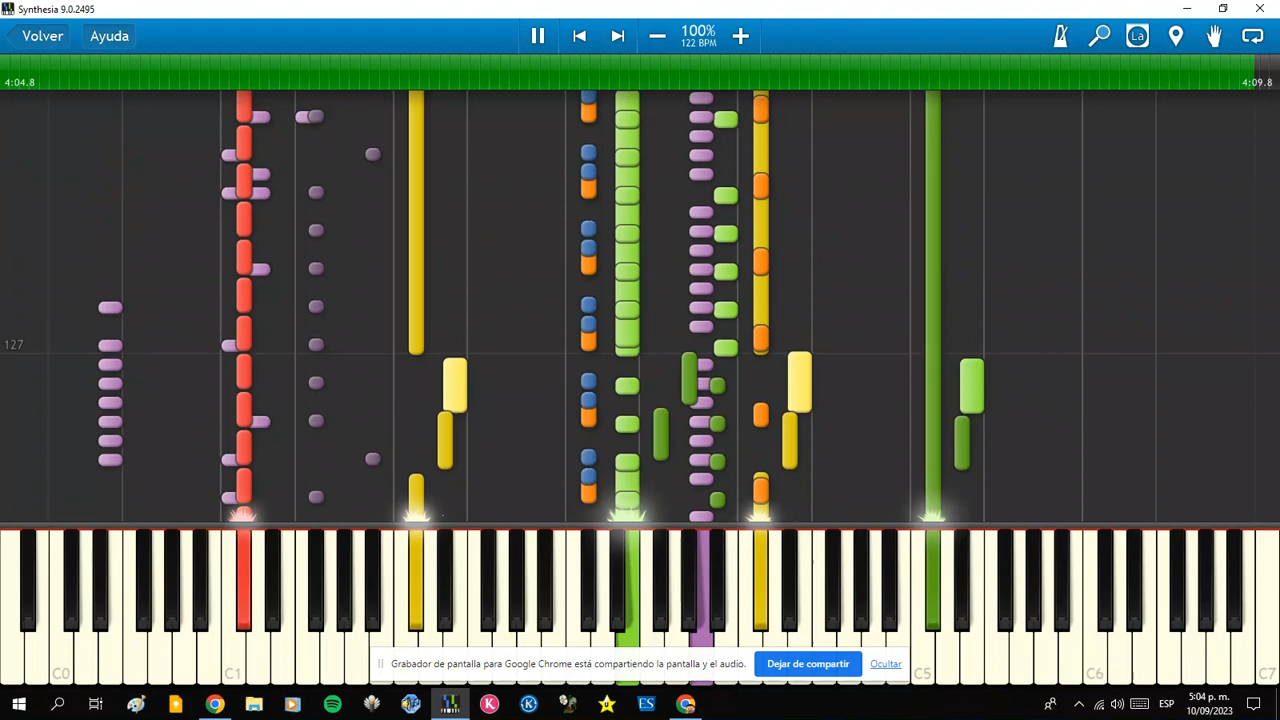 Synthesia 9.0.2495
Volver
Ayuda
100%
122 BPM
La
4:04.8
4:09.8
127
C0
C1
C5
C6
C7
Grabador de pantalla para Google Chrome está compartiendo la pantalla y el audio.
Dejar de compartir
Ocultar
ESP
5:04 p. m.
10/09/2023